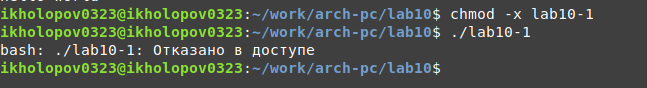 ikholopov0323@ikholopov0323:~/work/arch-pc/lab10$ chmod -x lab10-1
ikholopov0323@ikholopov0323:~/work/arch-pc/lab10$ ./lab10-1
bash: ./lab10-1: Отказано в доступе
ikholopov0323@ikholopov0323:~/work/arch-pc/lab10$